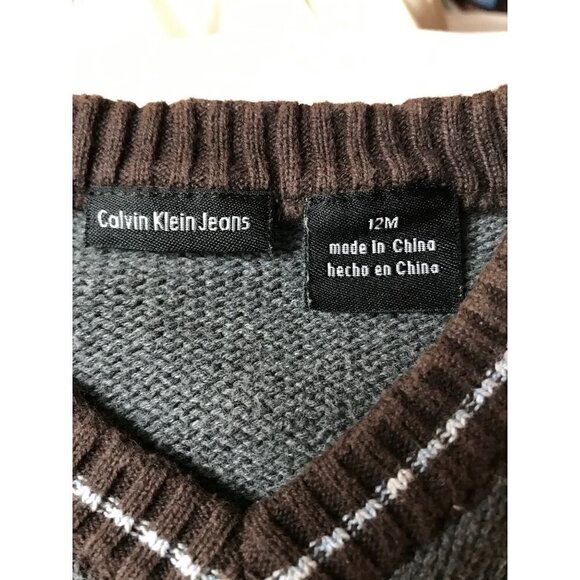 Calvin Klein Jeans
12M
made in China
hecho en China